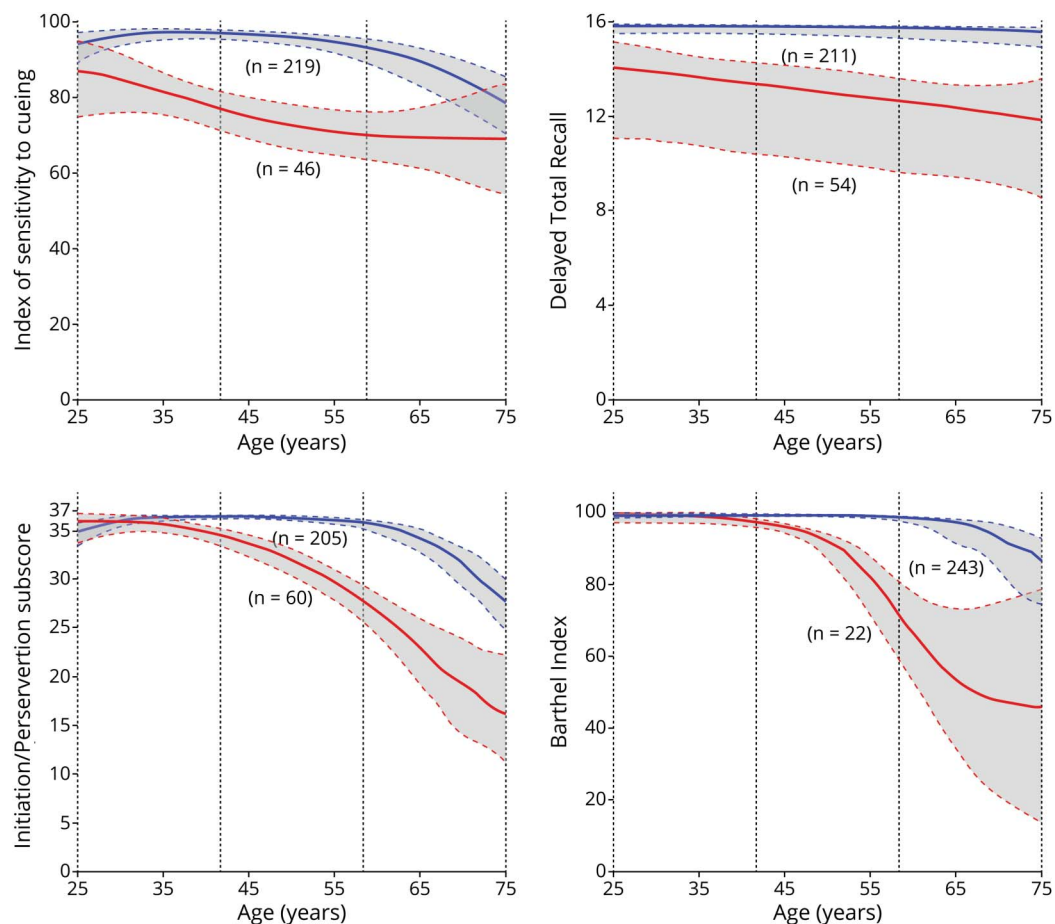 Index of sensitivity to cueing
100
80
60
40
20
0
(n = 219)
(n = 46)
25 35 45 55 65 75
Age (years)
Delayed Total Recall
16
12
8
4
0
(n = 211)
(n = 54)
25 35 45 55 65 75
Age (years)
Initiation/Perservention subscore
37
35
30
25
20
15
10
5
0
(n = 205)
(n = 60)
25 35 45 55 65 75
Age (years)
Barthel Index
100
80
60
40
20
0
(n = 243)
(n = 22)
25 35 45 55 65 75
Age (years)